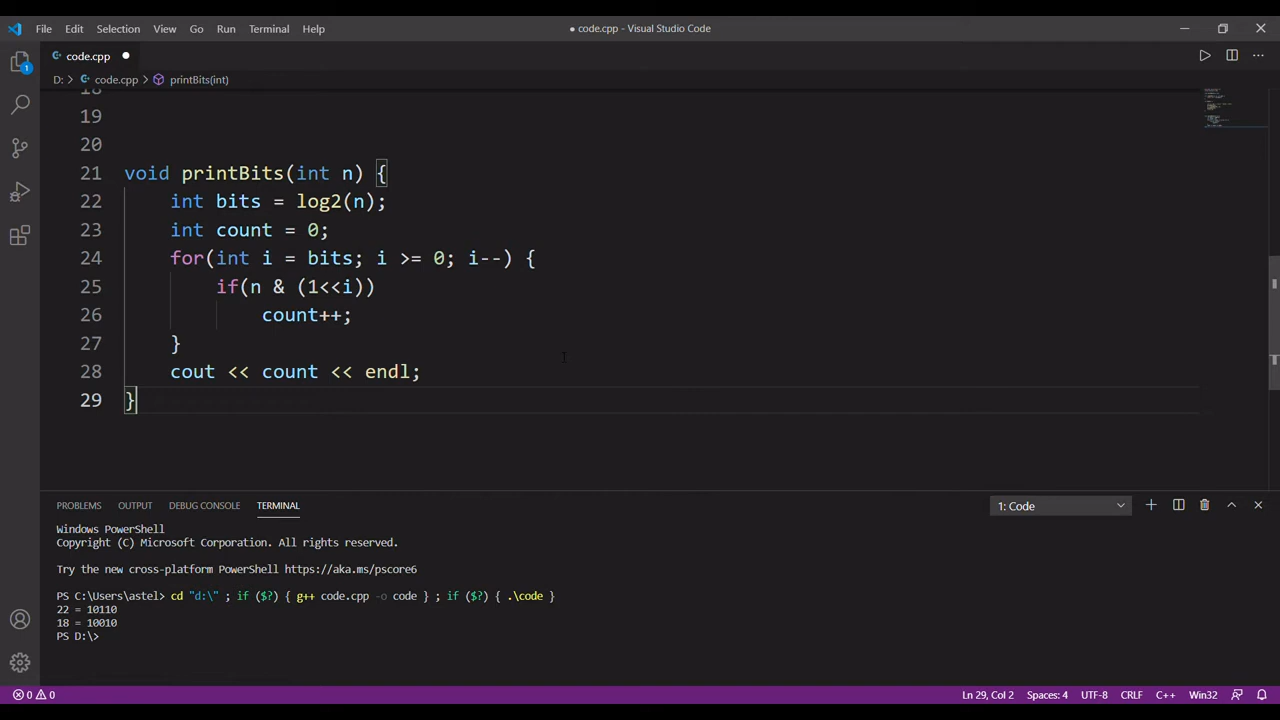 File Edit Selection View Go Run Terminal Help ● code.cpp - Visual Studio Code
code.cpp ●
D: > code.cpp > printBits(int)
18
19
20
21 void printBits(int n) {
22 int bits = log2(n);
23 int count = 0;
24 for(int i = bits; i >= 0; i--) {
25 if(n & (1<<i))
26 count++;
27 }
28 cout << count << endl;
29 }
PROBLEMS OUTPUT DEBUG CONSOLE TERMINAL 1: Code
Windows PowerShell
Copyright (C) Microsoft Corporation. All rights reserved.
Try the new cross-platform PowerShell https://aka.ms/pscore6
PS C:\Users\astel> cd "d:\" ; if ($?) { g++ code.cpp -o code } ; if ($?) { .\code }
22 = 10110
18 = 10010
PS D:\>
1
0 0 Ln 29, Col 2 Spaces: 4 UTF-8 CRLF C++ Win32